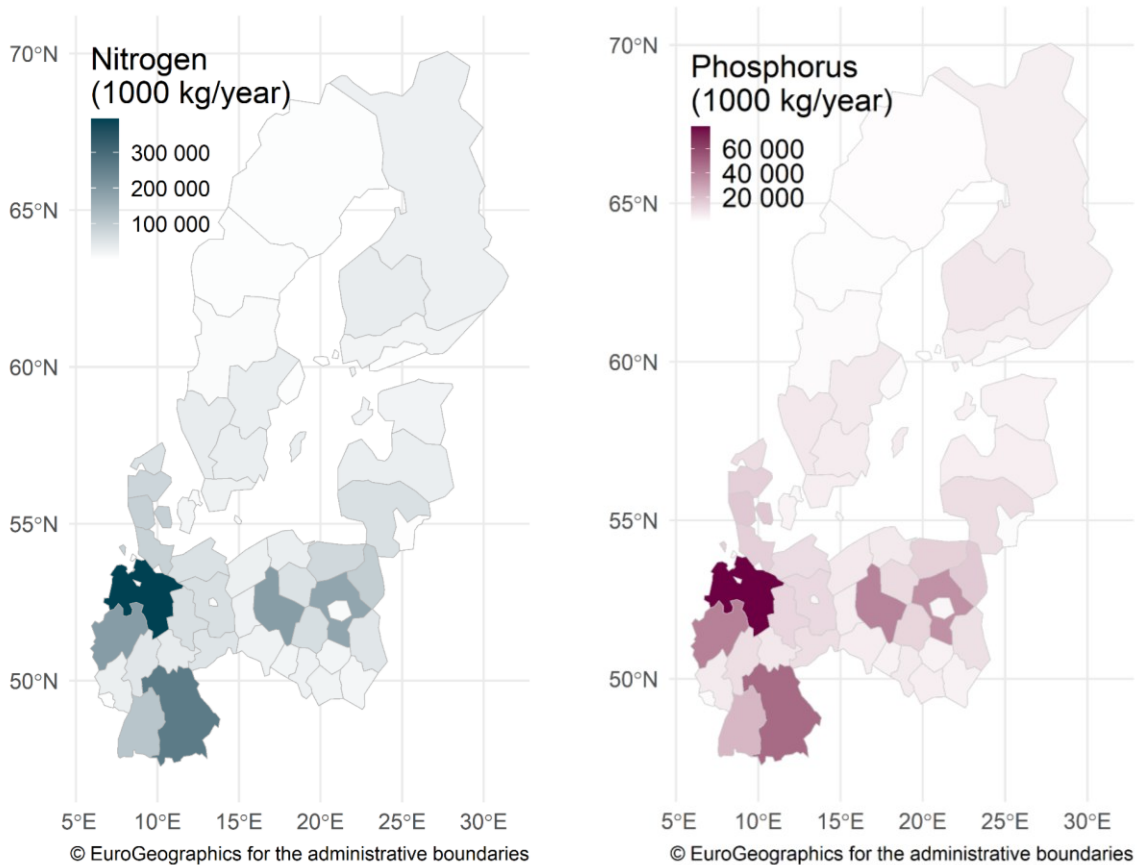 Nitrogen
(1000 kg/year)
300 000
200 000
100 000
70°N
65°N
60°N
55°N
50°N
5°E 10°E 15°E 20°E 25°E 30°E
© EuroGeographics for the administrative boundaries
Phosphorus
(1000 kg/year)
60 000
40 000
20 000
70°N
65°N
60°N
55°N
50°N
5°E 10°E 15°E 20°E 25°E 30°E
© EuroGeographics for the administrative boundaries